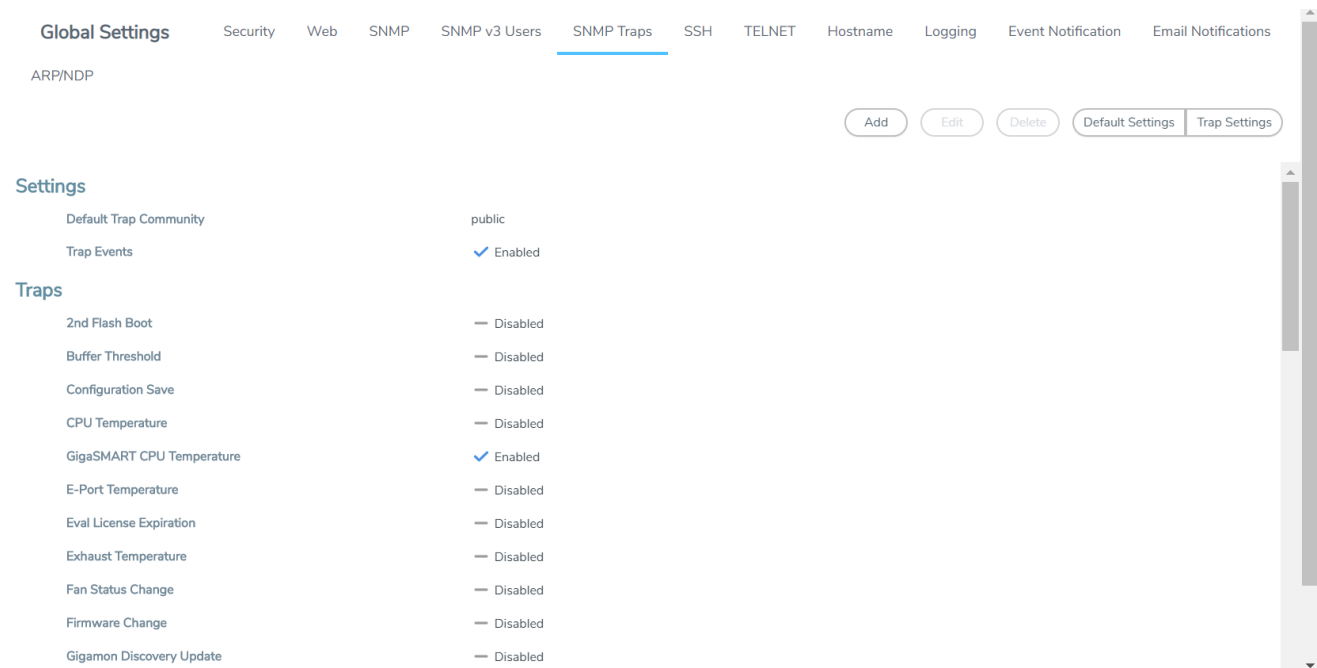 Global Settings Security Web SNMP SNMP v3 Users SNMP Traps SSH TELNET Hostname Logging Event Notification Email Notifications
ARP/NDP
Add Edit Delete Default Settings Trap Settings
Settings
Default Trap Community public
Trap Events Enabled
Traps
2nd Flash Boot Disabled
Buffer Threshold Disabled
Configuration Save Disabled
CPU Temperature Disabled
GigaSMART CPU Temperature Enabled
E-Port Temperature Disabled
Eval License Expiration Disabled
Exhaust Temperature Disabled
Fan Status Change Disabled
Firmware Change Disabled
Gigamon Discovery Update Disabled